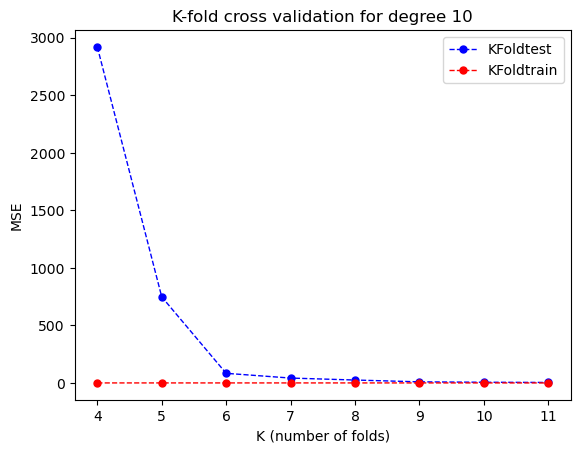 K-fold cross validation for degree 10
KFoldtest
KFoldtrain
3000
2500
2000
1500
1000
500
0
MSE
4 5 6 7 8 9 10 11
K (number of folds)